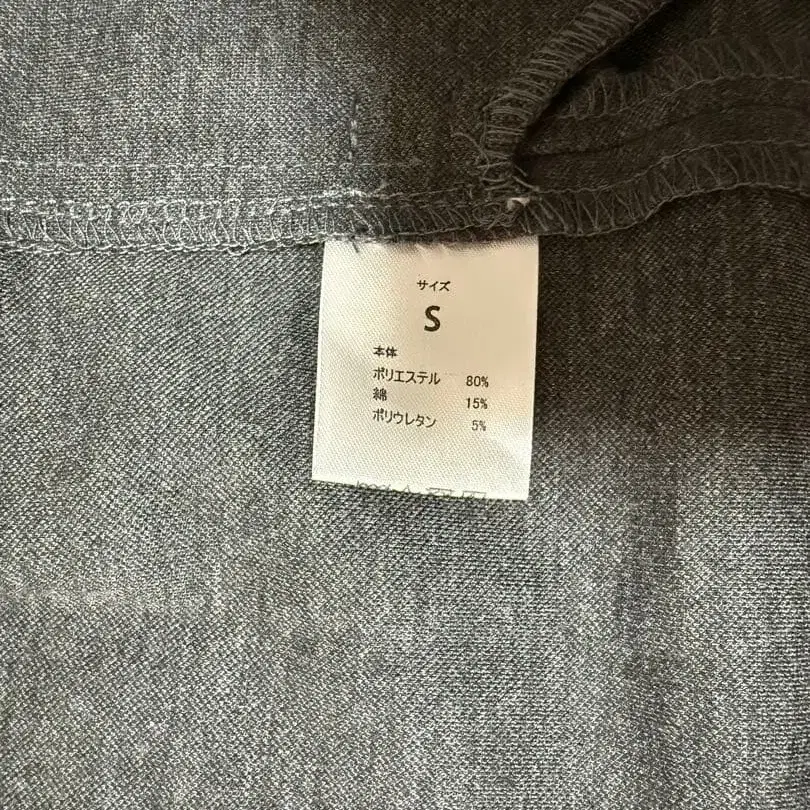 サイズ
S
本体
ポリエステル 80%
綿 15%
ポリウレタン 5%